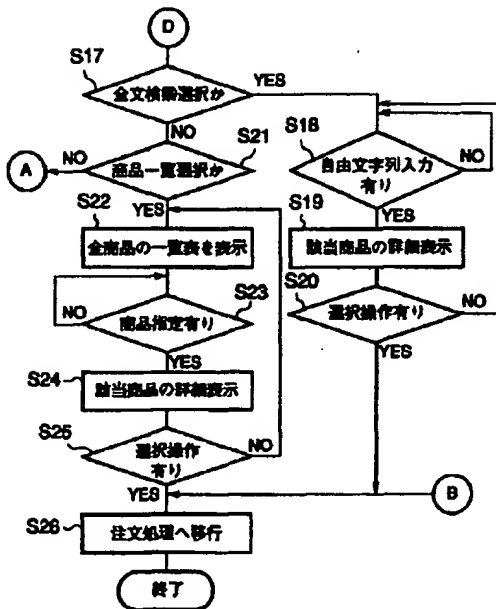 D
S17
全文検索選択か
YES
NO
S21
S18
A
NO
商品一覧選択か
自由文字列入力
有り
NO
S22
YES
S19
YES
全商品の一覧表を表示
該当商品の詳細表示
S23
S20
NO
商品指定有り
選択操作有り
NO
YES
YES
S24
該当商品の詳細表示
S25
選択操作
有り
NO
YES
B
S26
注文処理へ移行
終了